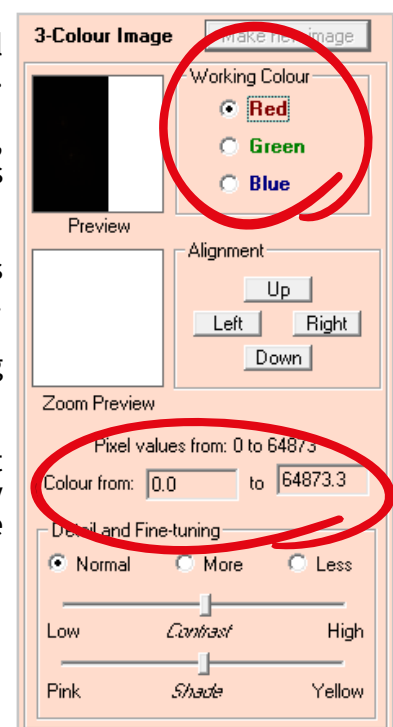 3-Colour Image Make new image
Working Colour
Red
Green
Blue
Preview
Alignment
Up
Left Right
Down
Zoom Preview
Pixel values from: 0 to 64873
Colour from: 0.0 to 64873.3
Detail and Fine-tuning
Normal More Less
Low Contrast High
Pink Shade Yellow